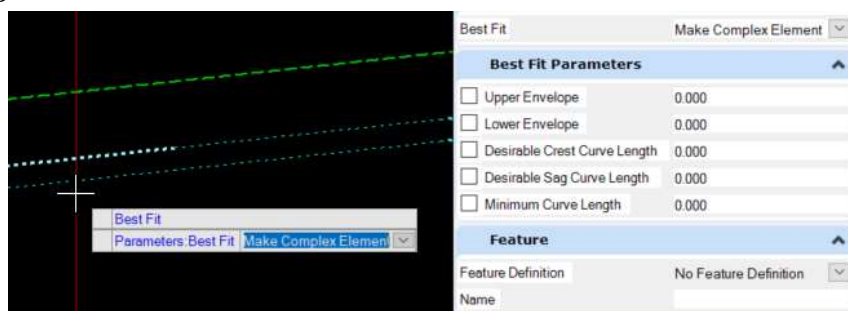 Best Fit Make Complex Element
Best Fit Parameters
Upper Envelope 0.000
Lower Envelope 0.000
Desirable Crest Curve Length 0.000
Desirable Sag Curve Length 0.000
Minimum Curve Length 0.000
Feature
Feature Definition No Feature Definition
Name
Best Fit
Parameters:Best Fit Make Complex Element